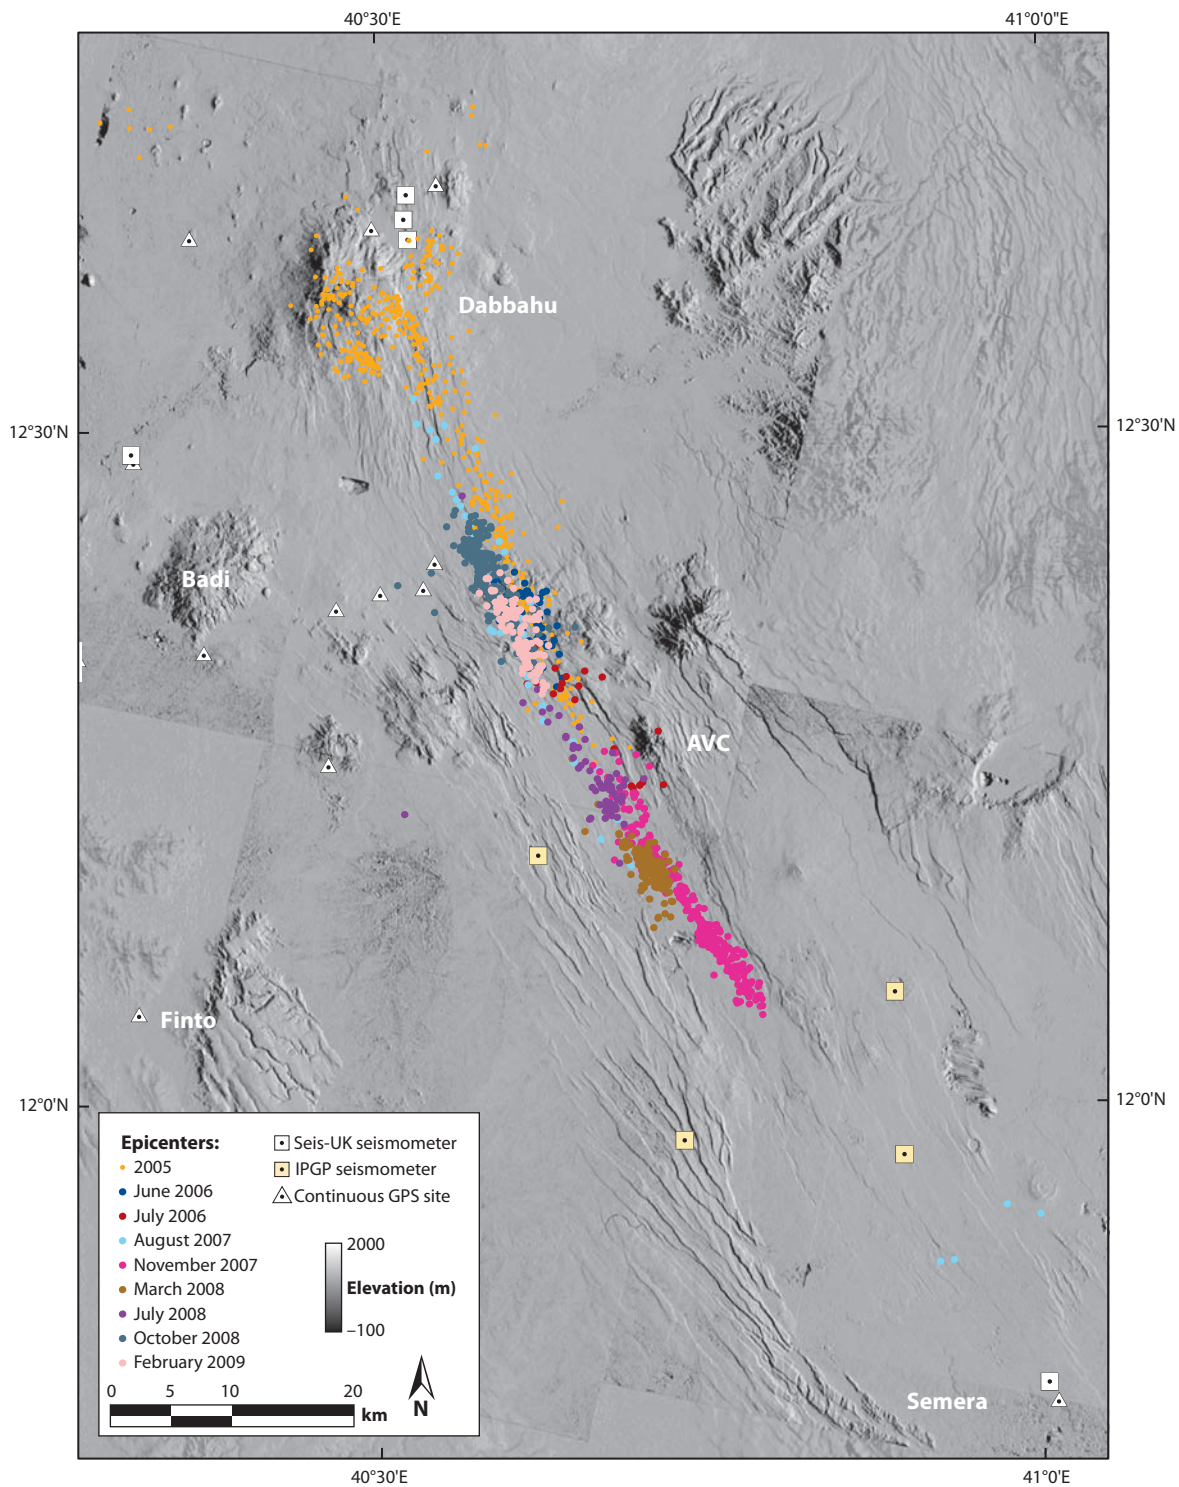 40°30'E
41°0'0"E
Dabbahu
12°30'N
12°30'N
Badi
AVC
Finto
12°0'N
12°0'N
Epicenters:
2005
June 2006
July 2006
August 2007
November 2007
March 2008
July 2008
October 2008
February 2009
Seis-UK seismometer
IPGP seismometer
Continuous GPS site
2000
Elevation (m)
–100
0 5 10 20
km
N
Semera
40°30'E
41°0'E